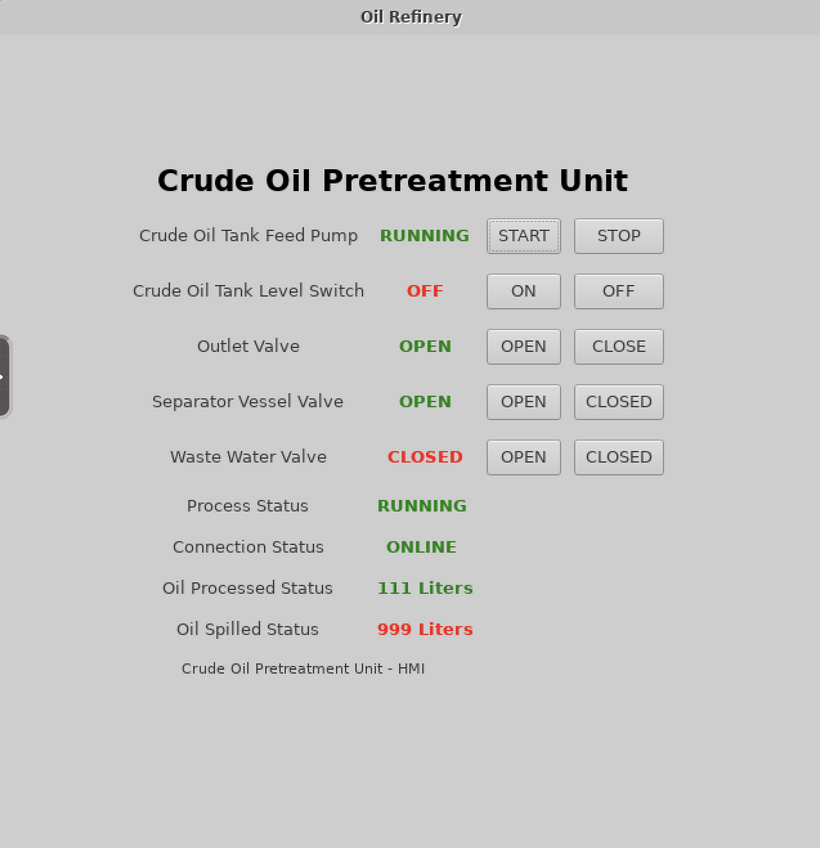 Oil Refinery
Crude Oil Pretreatment Unit
Crude Oil Tank Feed Pump RUNNING START STOP
Crude Oil Tank Level Switch OFF ON OFF
Outlet Valve OPEN OPEN CLOSE
Separator Vessel Valve OPEN OPEN CLOSED
Waste Water Valve CLOSED OPEN CLOSED
Process Status RUNNING
Connection Status ONLINE
Oil Processed Status 111 Liters
Oil Spilled Status 999 Liters
Crude Oil Pretreatment Unit - HMI